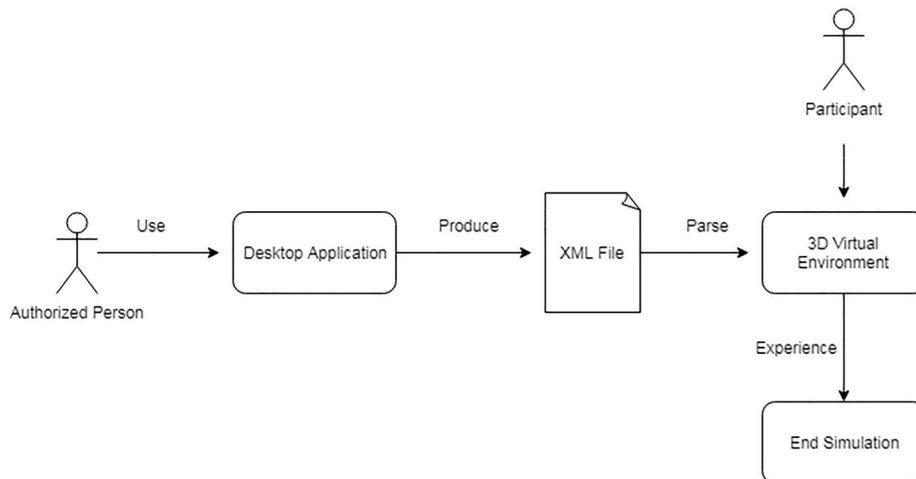 Participant
Use
Produce
Parse
Desktop Application
XML File
3D Virtual
Environment
Authorized Person
Experience
End Simulation